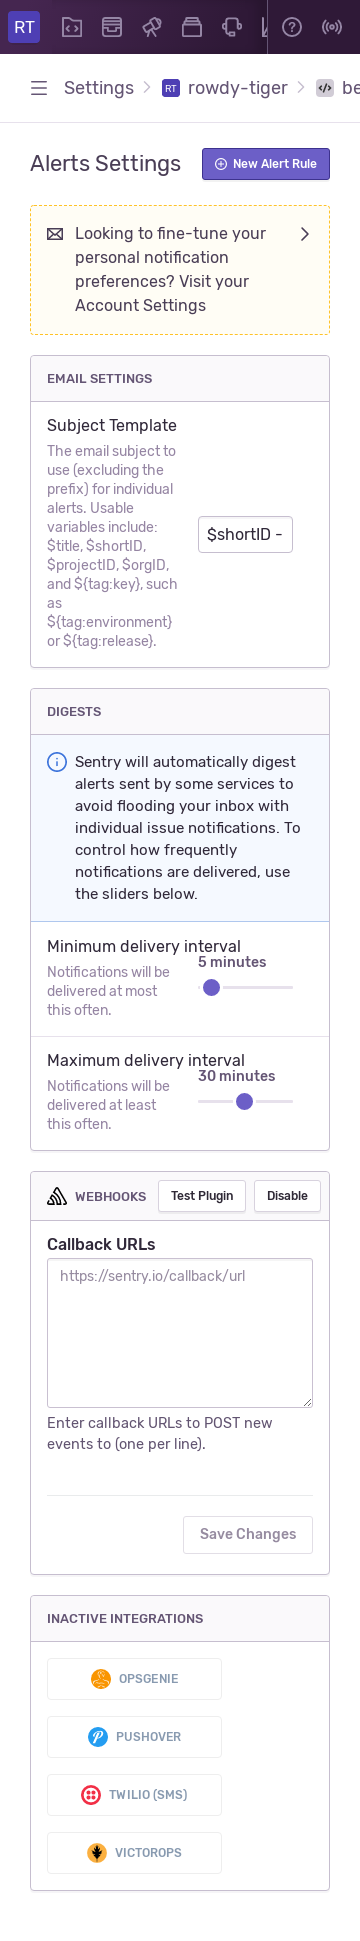 RT
Settings
RT
rowdy-tiger
be
Alerts Settings
New Alert Rule
Looking to fine-tune your
personal notification
preferences? Visit your
Account Settings
EMAIL SETTINGS
Subject Template
The email subject to
use (excluding the
prefix) for individual
alerts. Usable
variables include:
$title, $shortID,
$projectID, $orgID,
and ${tag:key}, such
as
${tag:environment}
or ${tag:release}.
$shortID -
DIGESTS
Sentry will automatically digest
alerts sent by some services to
avoid flooding your inbox with
individual issue notifications. To
control how frequently
notifications are delivered, use
the sliders below.
Minimum delivery interval
Notifications will be
delivered at most
this often.
5 minutes
Maximum delivery interval
Notifications will be
delivered at least
this often.
30 minutes
WEBHOOKS
Test Plugin
Disable
Callback URLs
https://sentry.io/callback/url
Enter callback URLs to POST new
events to (one per line).
Save Changes
INACTIVE INTEGRATIONS
OPSGENIE
PUSHOVER
TWILIO (SMS)
VICTOROPS